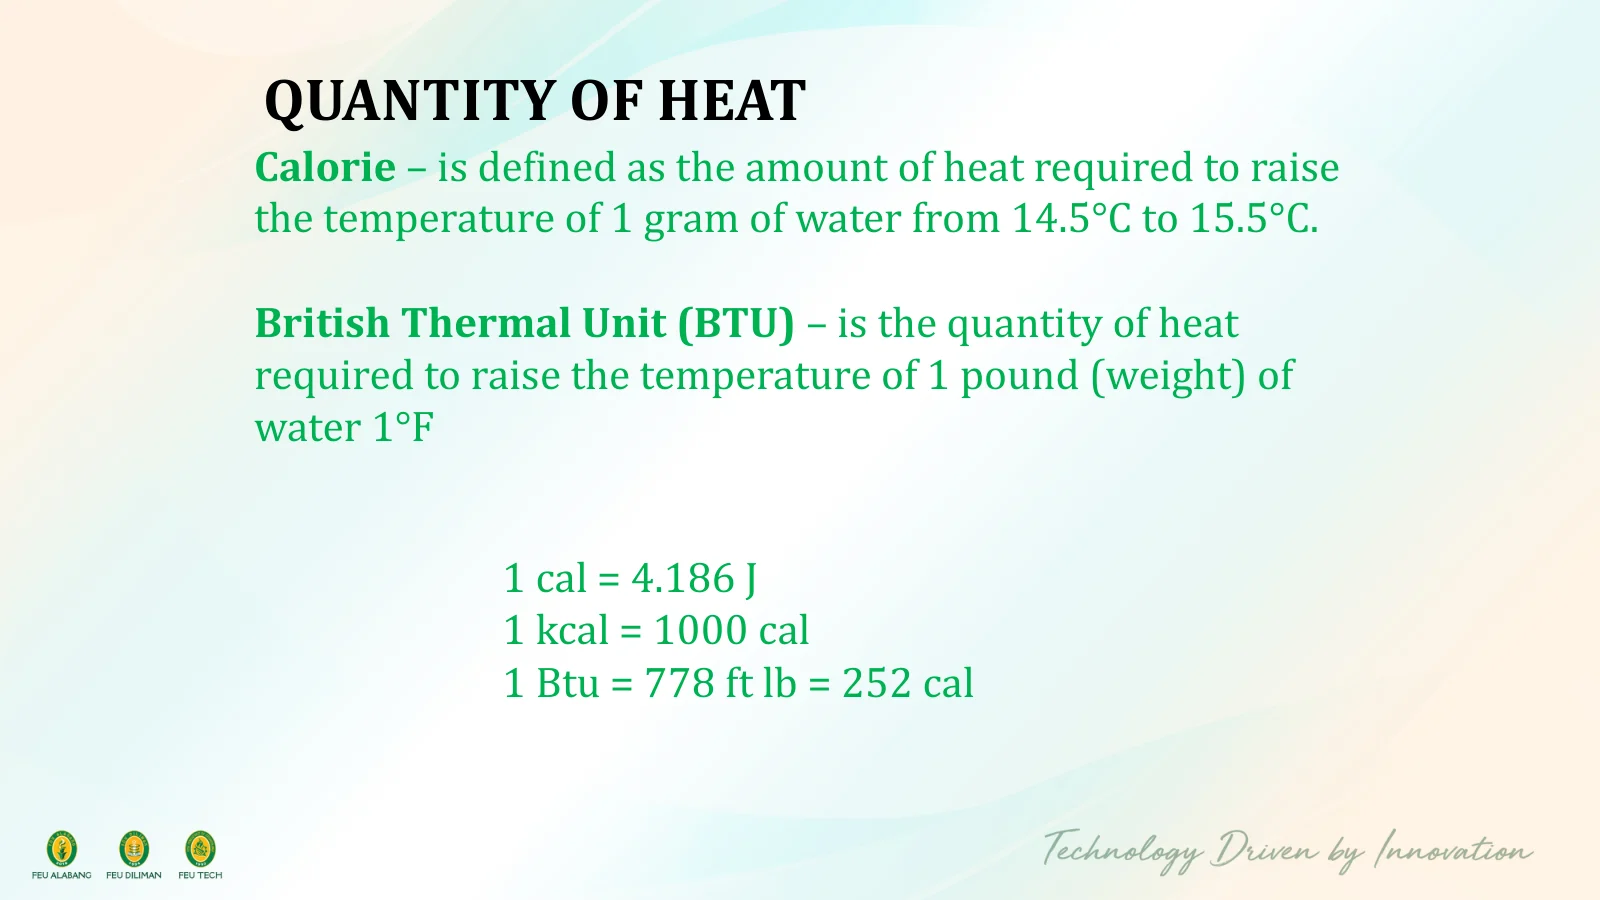 QUANTITY OF HEAT
Calorie – is defined as the amount of heat required to raise
the temperature of 1 gram of water from 14.5°C to 15.5°C.
British Thermal Unit (BTU) – is the quantity of heat
required to raise the temperature of 1 pound (weight) of
water 1°F
1 cal = 4.186 J
1 kcal = 1000 cal
1 Btu = 778 ft lb = 252 cal
FEU ALABANG FEU DILIMAN FEU TECH
Technology Driven by Innovation